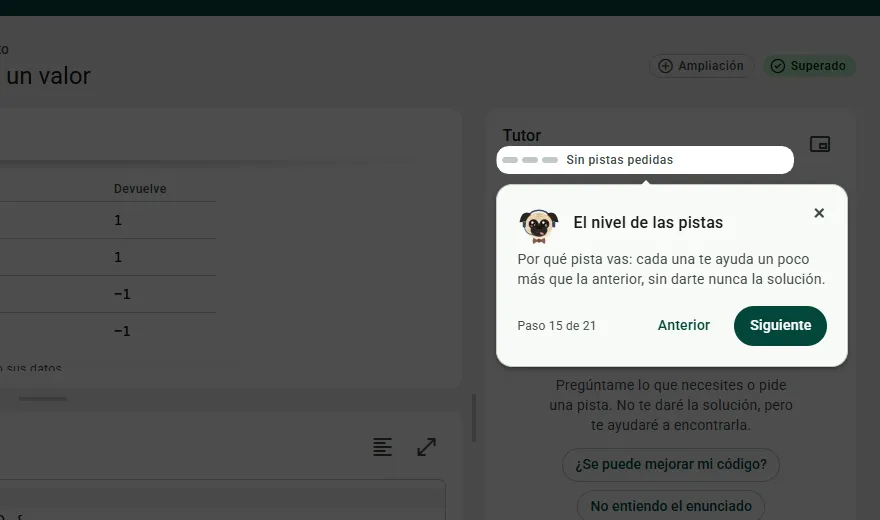 un valor
Ampliación
Superado
Tutor
Sin pistas pedidas
Devuelve
1
1
−1
−1
sus datos
El nivel de las pistas
Por qué pista vas: cada una te ayuda un poco
más que la anterior, sin darte nunca la solución.
Paso 15 de 21
Anterior
Siguiente
Pregúntame lo que necesites o pide
una pista. No te daré la solución, pero
te ayudaré a encontrarla.
¿Se puede mejorar mi código?
No entiendo el enunciado